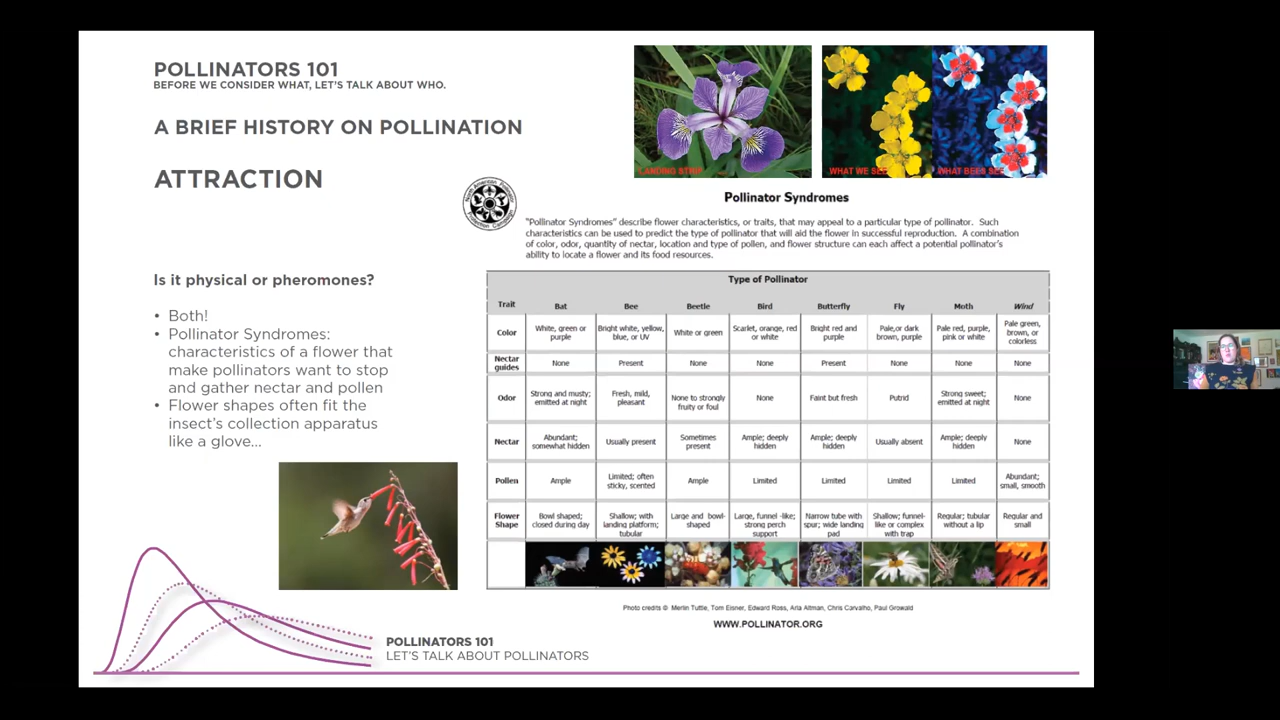 POLLINATORS 101
BEFORE WE CONSIDER WHAT, LET'S TALK ABOUT WHO.
A BRIEF HISTORY ON POLLINATION
ATTRACTION
LANDING STRIP
WHAT WE SEE
WHAT BEES SEE
Is it physical or pheromones?
• Both!
• Pollinator Syndromes:
characteristics of a flower that
make pollinators want to stop
and gather nectar and pollen
• Flower shapes often fit the
insect's collection apparatus
like a glove...
North American Pollinator
Protection Campaign
Pollinator Syndromes
"Pollinator Syndromes" describe flower characteristics, or traits, that may appeal to a particular type of pollinator. Such
characteristics can be used to predict the type of pollinator that will aid the flower in successful reproduction. A combination
of color, odor, quantity of nectar, location and type of pollen, and flower structure can each affect a potential pollinator's
ability to locate a flower and its food resources.
Type of Pollinator
Trait Bat Bee Beetle Bird Butterfly Fly Moth Wind
Color
White, green or
purple
Bright white, yellow,
blue, or UV
White or green
Scarlet, orange, red
or white
Bright red and
purple
Pale,or dark
brown, purple
Pale red, purple,
pink or white
Pale green,
brown, or
colorless
Nectar
guides
None
Present
None
None
Present
None
None
None
Odor
Strong and musty;
emitted at night
Fresh, mild,
pleasant
None to strongly
fruity or foul
None
Faint but fresh
Putrid
Strong sweet;
emitted at night
None
Nectar
Abundant;
somewhat hidden
Usually present
Sometimes
present
Ample; deeply
hidden
Ample; deeply
hidden
Usually absent
Ample; deeply
hidden
None
Pollen
Ample
Limited; often
sticky, scented
Ample
Limited
Limited
Limited
Limited
Abundant;
small, smooth
Flower
Shape
Bowl shaped;
closed during day
Shallow; with
landing platform;
tubular
Large and bowl-
shaped
Large, funnel -like;
strong perch
support
Narrow tube with
spur; wide landing
pad
Shallow; funnel-
like or complex
with trap
Regular; tubular
without a lip
Regular and
small
Photo credits © Merlin Tuttle, Tom Eisner, Edward Ross, Arla Altman, Chris Carvalho, Paul Growald
WWW.POLLINATOR.ORG
POLLINATORS 101
LET'S TALK ABOUT POLLINATORS